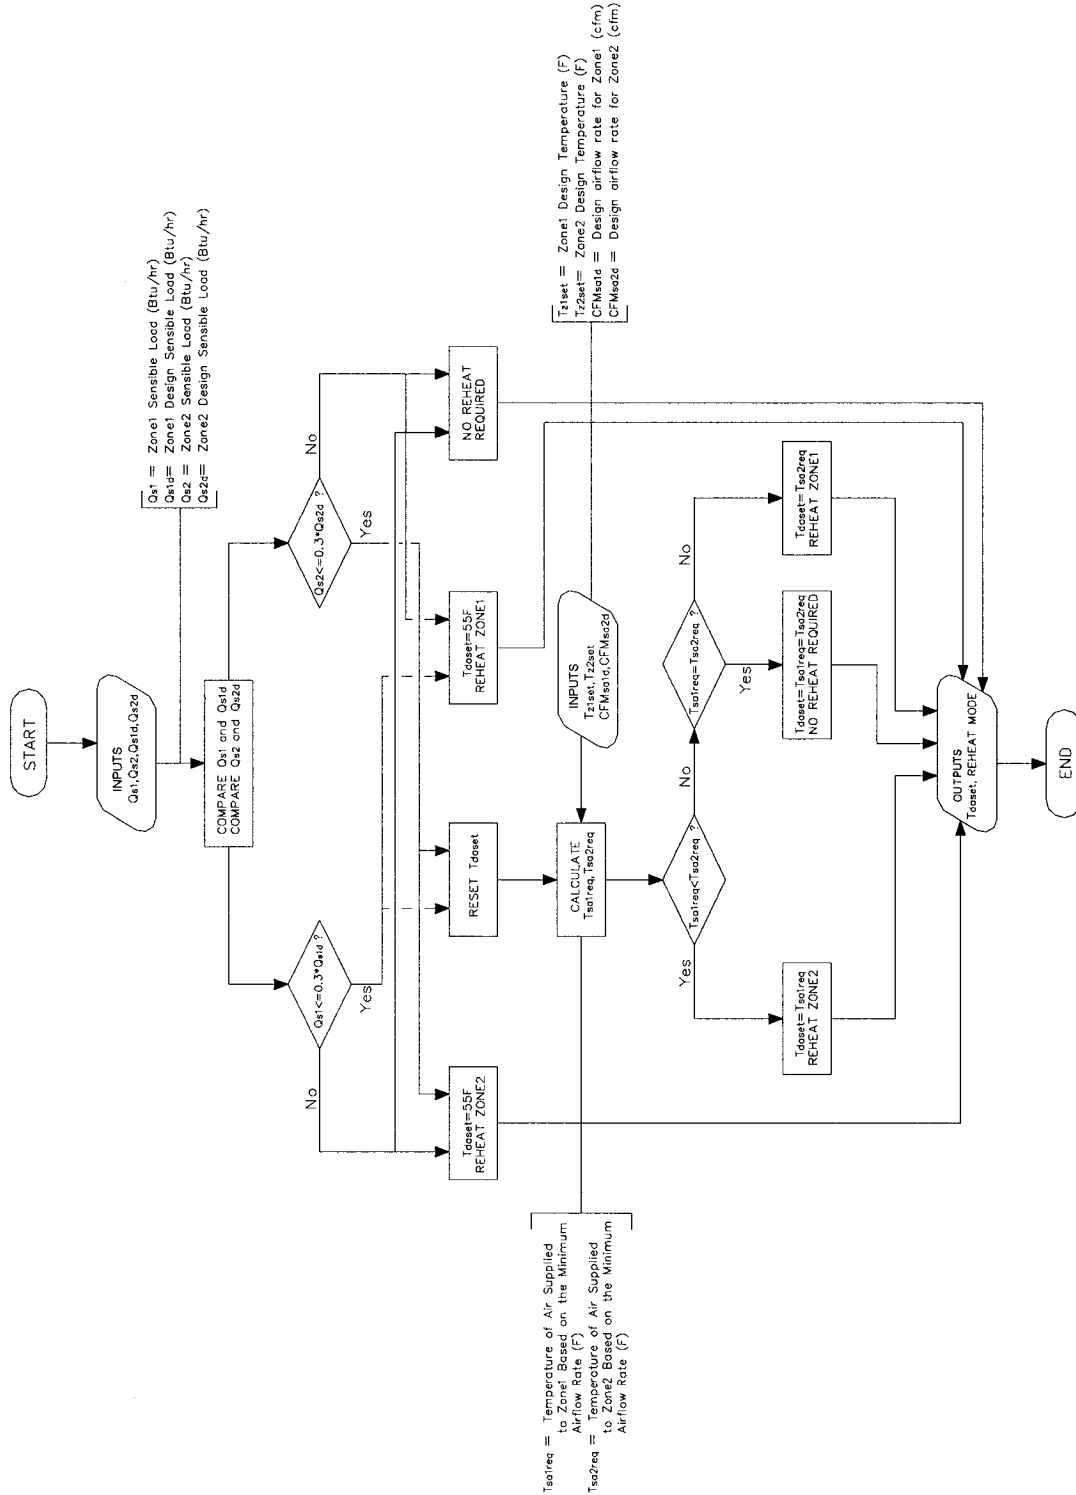 START
INPUTS
Qs1,Qs2,Qs1d,Qs2d
Qs1 = Zone1 Sensible Load (Btu/hr)
Qs1d= Zone1 Design Sensible Load (Btu/hr)
Qs2 = Zone2 Sensible Load (Btu/hr)
Qs2d= Zone2 Design Sensible Load (Btu/hr)
COMPARE Qs1 and Qs1d
COMPARE Qs2 and Qs2d
Qs1<=0.3*Qs1d ?
No
Yes
Qs2<=0.3*Qs2d ?
No
Yes
Tdaset=55F
REHEAT ZONE2
RESET Tdaset
Tdaset=55F
REHEAT ZONE1
NO REHEAT
REQUIRED
Tsa1req = Temperature of Air Supplied
to Zone1 Based on the Minimum
Airflow Rate (F)
Tsa2req = Temperature of Air Supplied
to Zone2 Based on the Minimum
Airflow Rate (F)
CALCULATE
Tsa1req,Tsa2req
INPUTS
Tz1set,Tz2set
CFMsa1d,CFMsa2d
Tz1set = Zone1 Design Temperature (F)
Tz2set= Zone2 Design Temperature (F)
CFMsa1d = Design airflow rate for Zone1 (cfm)
CFMsa2d = Design airflow rate for Zone2 (cfm)
Tsa1req<Tsa2req ?
Yes
No
Tsa1req=Tsa2req ?
Yes
No
Tdaset=Tsa1req
REHEAT ZONE2
Tdaset=Tsa1req=Tsa2req
NO REHEAT REQUIRED
Tdaset=Tsa2req
REHEAT ZONE1
OUTPUTS
Tdaset, REHEAT MODE
END